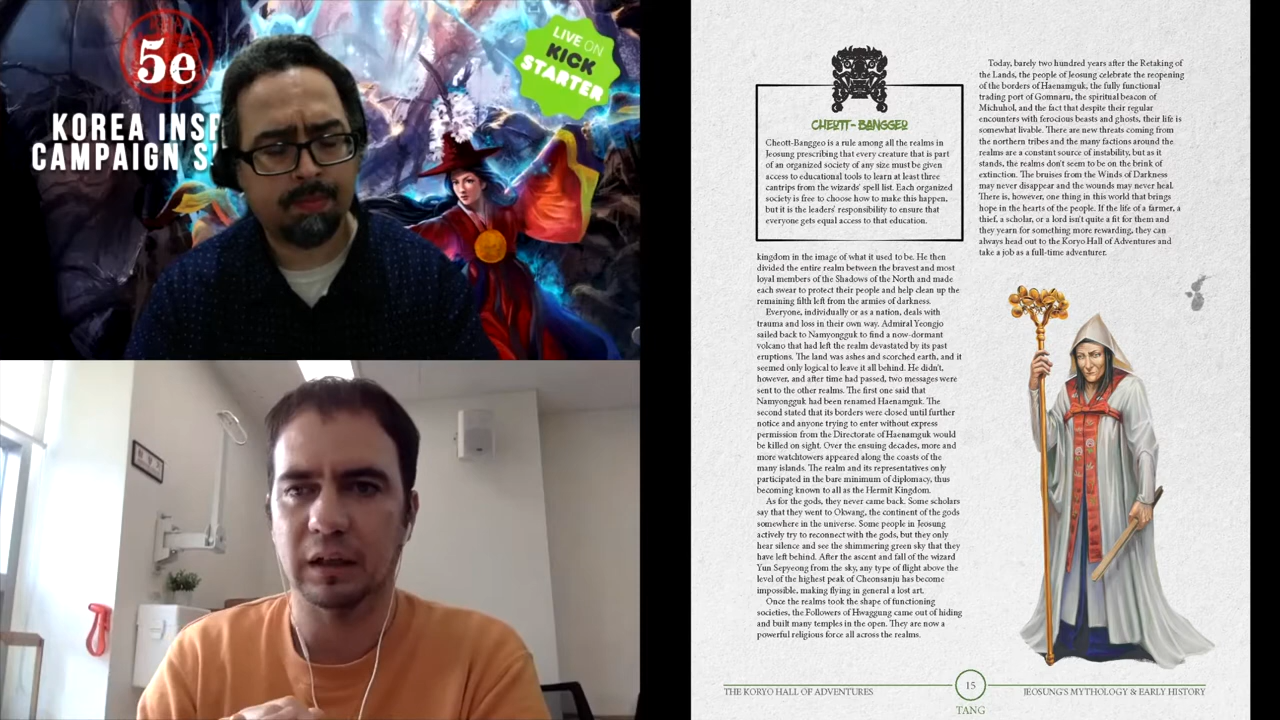 5e
KOREA INSP
CAMPAIGN S
LIVE ON
KICK
STARTER
CHEOTT-BANGGEO
Cheott-Banggeo is a rule among all the realms in
Jeosung prescribing that every creature that is part
of an organized society of any size must be given
access to educational tools to learn at least three
cantrips from the wizards' spell list. Each organized
society is free to choose how to make this happen,
but it is the leaders' responsibility to ensure that
everyone gets equal access to that education.
kingdom in the image of what it used to be. He then
divided the entire realm between the bravest and most
loyal members of the Shadows of the North and made
each swear to protect their people and help clean up the
remaining filth left from the armies of darkness.
Everyone, individually or as a nation, deals with
trauma and loss in their own way. Admiral Yeongjo
sailed back to Namyongguk to find a now-dormant
volcano that had left the realm devastated by its past
eruptions. The land was ashes and scorched earth, and it
seemed only logical to leave it all behind. He didn't,
however, and after time had passed, two messages were
sent to the other realms. The first one said that
Namyongguk had been renamed Haenamguk. The
second stated that its borders were closed until further
notice and anyone trying to enter without express
permission from the Directorate of Haenamguk would
be killed on sight. Over the ensuing decades, more and
more watchtowers appeared along the coasts of the
many islands. The realm and its representatives only
participated in the bare minimum of diplomacy, thus
becoming known to all as the Hermit Kingdom.
As for the gods, they never came back. Some scholars
say that they went to Okwang, the continent of the gods
somewhere in the universe. Some people in Jeosung
actively try to reconnect with the gods, but they only
hear silence and see the shimmering green sky that they
have left behind. After the ascent and fall of the wizard
Yun Sepyeong from the sky, any type of flight above the
level of the highest peak of Cheonsanju has become
impossible, making flying in general a lost art.
Once the realms took the shape of functioning
societies, the Followers of Hwaggung came out of hiding
and built many temples in the open. They are now a
powerful religious force all across the realms.
Today, barely two hundred years after the Retaking of
the Lands, the people of Jeosung celebrate the reopening
of the borders of Haenamguk, the fully functional
trading port of Gomnaru, the spiritual beacon of
Michuhol, and the fact that despite their regular
encounters with ferocious beasts and ghosts, their life is
somewhat livable. There are new threats coming from
the northern tribes and the many factions around the
realms are a constant source of instability, but as it
stands, the realms don't seem to be on the brink of
extinction. The bruises from the Winds of Darkness
may never disappear and the wounds may never heal.
There is, however, one thing in this world that brings
hope in the hearts of the people. If the life of a farmer, a
thief, a scholar, or a lord isn't quite a fit for them and
they yearn for something more rewarding, they can
always head out to the Koryo Hall of Adventures and
take a job as a full-time adventurer.
THE KORYO HALL OF ADVENTURES
15
JEOSUNG'S MYTHOLOGY & EARLY HISTORY
TANG